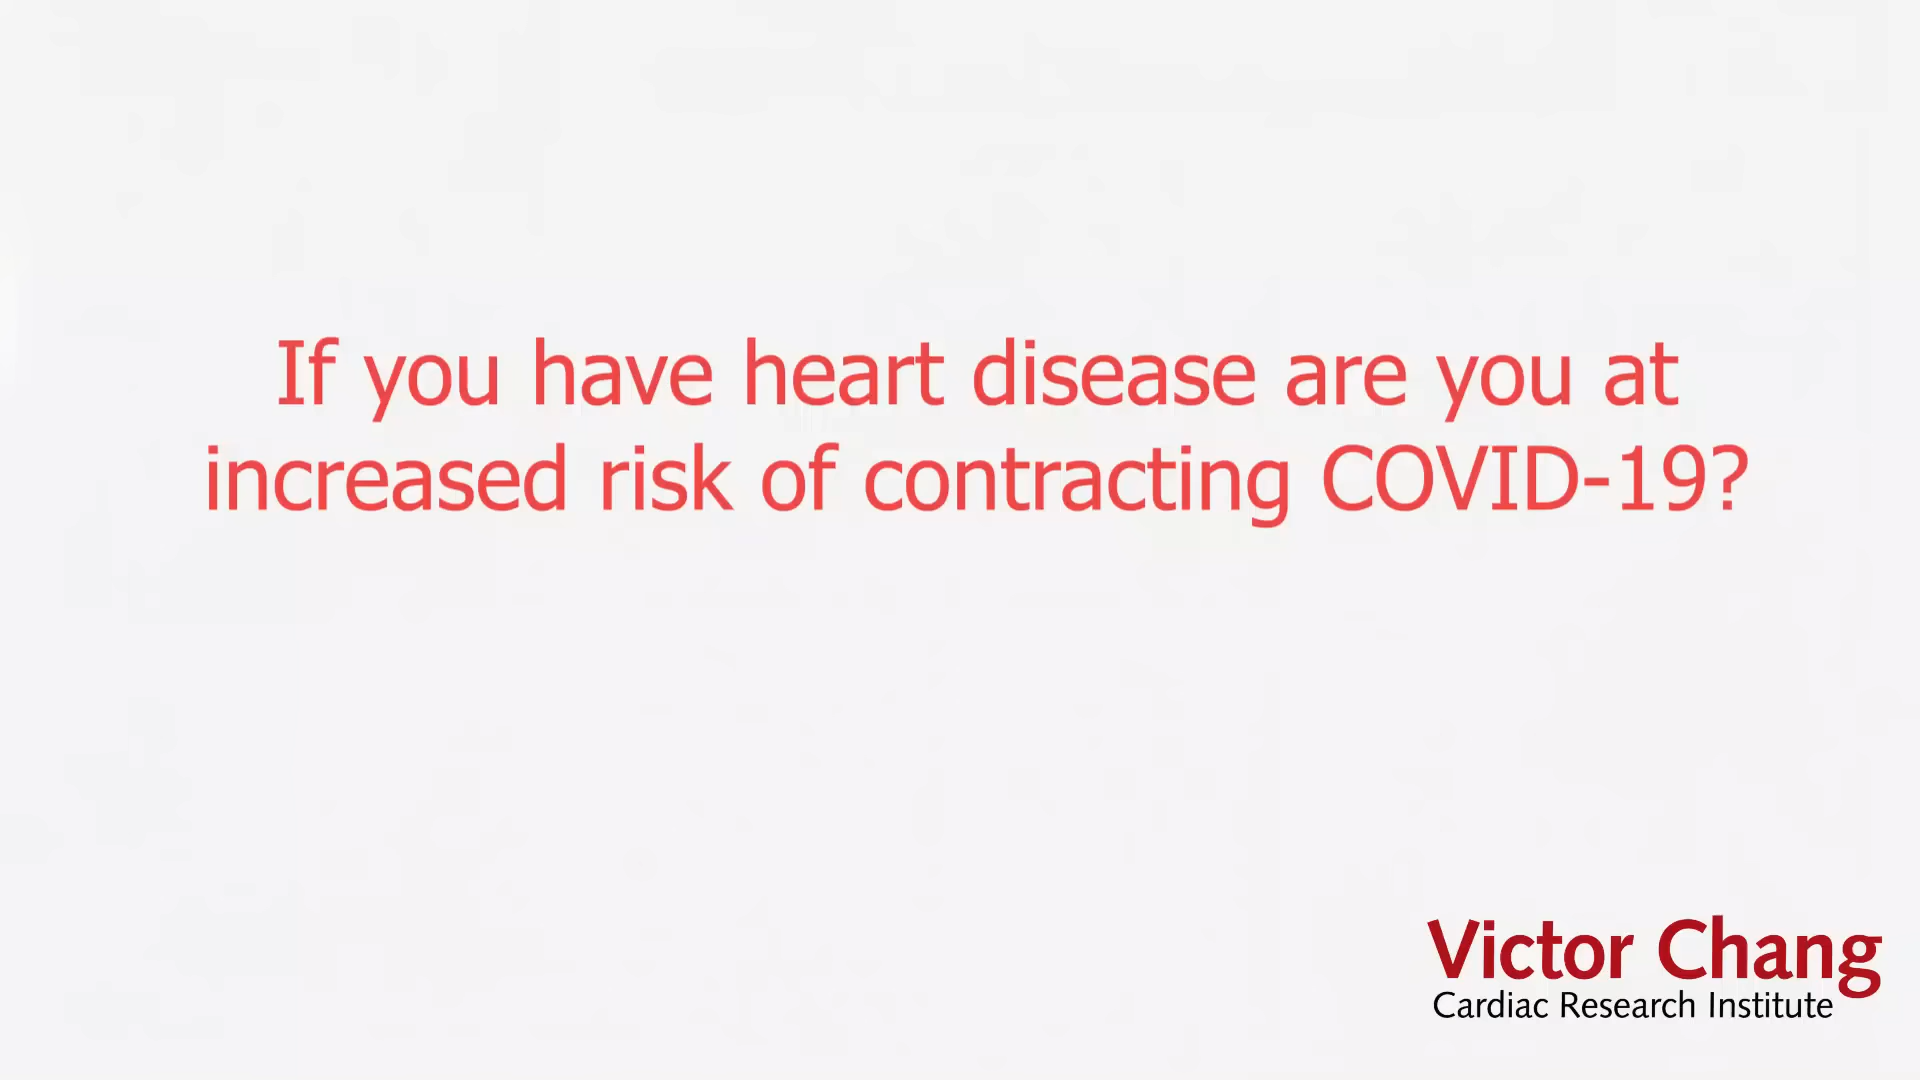 If you have heart disease are you at
increased risk of contracting COVID-19?
Victor Chang
Cardiac Research Institute